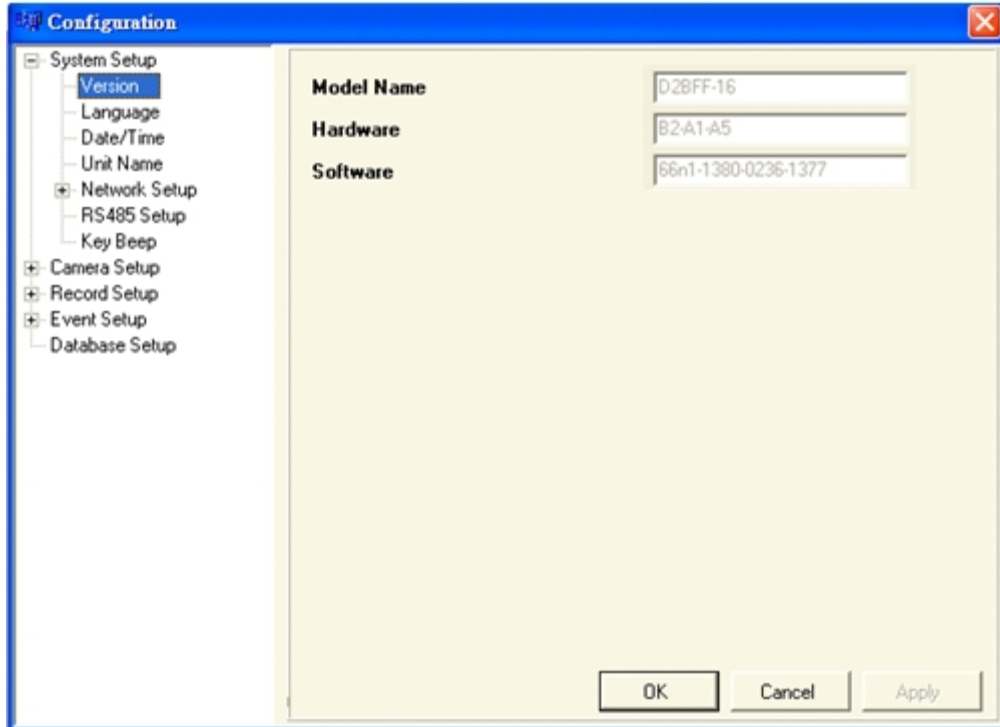 Configuration
System Setup
Version
Language
Date/Time
Unit Name
Network Setup
RS485 Setup
Key Beep
Camera Setup
Record Setup
Event Setup
Database Setup
Model Name D2BFF-16
Hardware B2-A1-A5
Software 66n1-1380-0236-1377
OK Cancel Apply